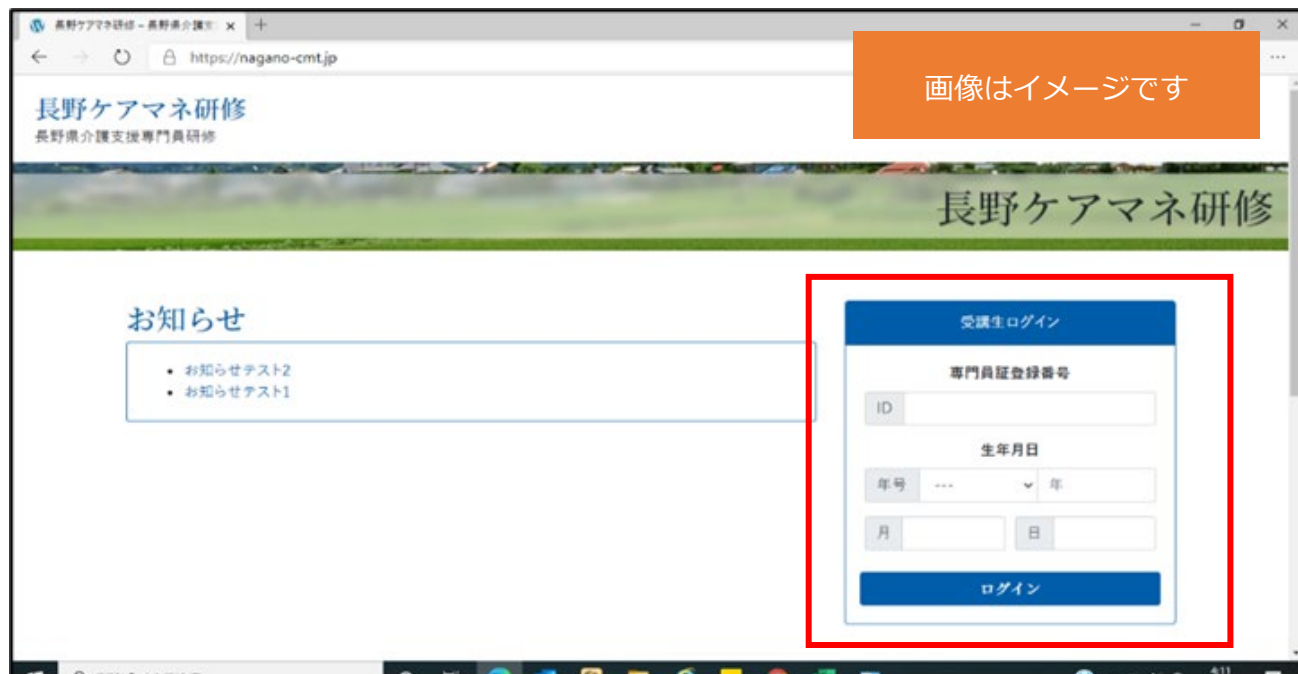 長野ケアマネ研修 - 長野県介護支
https://nagano-cmt.jp
画像はイメージです
長野ケアマネ研修
長野県介護支援専門員研修
長野ケアマネ研修
お知らせ
お知らせテスト2
お知らせテスト1
受講生ログイン
専門員証登録番号
ID
生年月日
年号 --- 年
月 日
ログイン
4:11